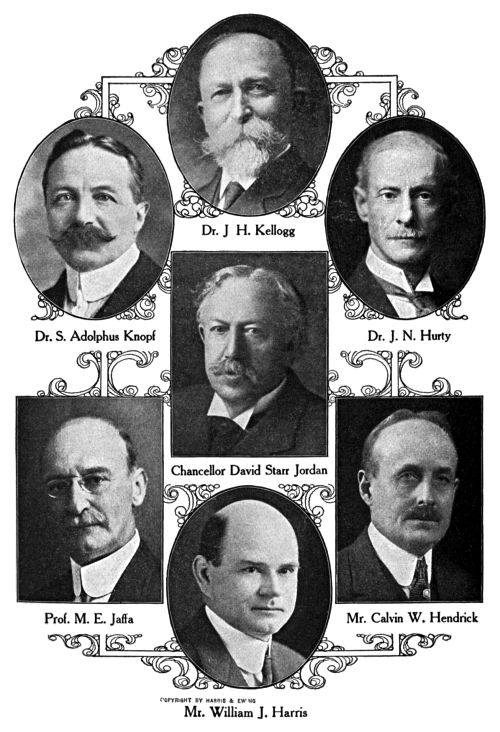 Dr. J H. Kellogg
Dr. S. Adolphus Knopf
Dr. J. N. Hurty
Chancellor David Starr Jordan
Prof. M. E. Jaffa
Mr. Calvin W. Hendrick
COPYRIGHT BY HARRIS & EWING
Mr. William J. Harris